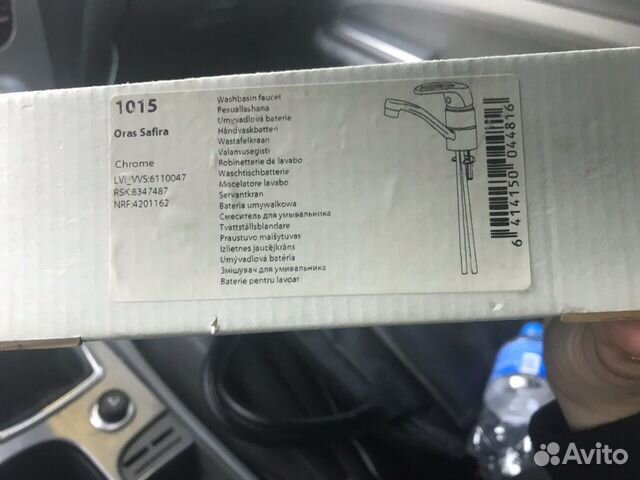 1015
Oras Safira
Chrome
LVI_VVS:6110047
RSK:8347487
NRF:4201162
Washbasin faucet
Pesuallashana
Umyvadlová baterie
Håndvaskbatteri
Wastafelkraan
Valamusegisti
Robinetterie de lavabo
Waschtischbatterie
Miscelatore lavabo
Servantkran
Bateria umywalkowa
Смеситель для умывальника
Tvättställsblandare
Praustuvo maišytuvas
Izlietnes jaucējkrāns
Umývadlová batéria
Змішувач для умивальника
Baterie pentru lavoar
6 414150 044816
Avito